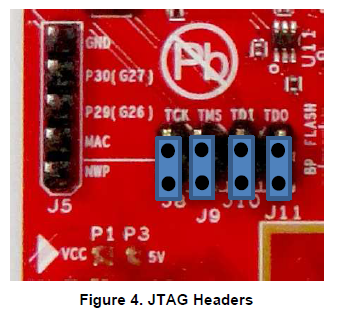 GND
P30(G27)
P29(G26)
MAC
NWP
J5
Pb
U11
TCK TMS TDI TDO
BP FLASH
J8
J9
J10
J11
P1 P3
VCC
5V
Figure 4. JTAG Headers